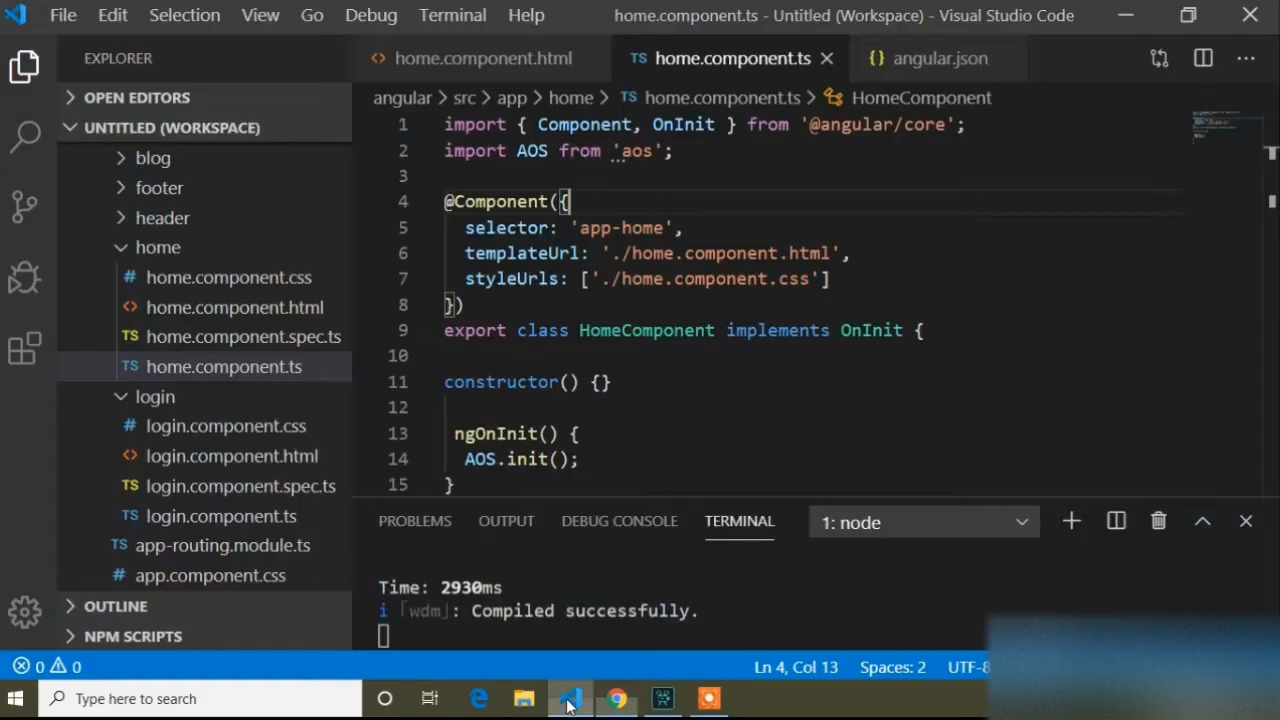 File Edit Selection View Go Debug Terminal Help home.component.ts - Untitled (Workspace) - Visual Studio Code
EXPLORER
home.component.html
home.component.ts
angular.json
OPEN EDITORS
UNTITLED (WORKSPACE)
blog
footer
header
home
home.component.css
home.component.html
home.component.spec.ts
home.component.ts
login
login.component.css
login.component.html
login.component.spec.ts
login.component.ts
app-routing.module.ts
app.component.css
OUTLINE
NPM SCRIPTS
angular > src > app > home > TS home.component.ts > HomeComponent
1 import { Component, OnInit } from '@angular/core';
2 import AOS from 'aos';
3
4 @Component({
5 selector: 'app-home',
6 templateUrl: './home.component.html',
7 styleUrls: ['./home.component.css']
8 })
9 export class HomeComponent implements OnInit {
10
11 constructor() {}
12
13 ngOnInit() {
14 AOS.init();
15 }
PROBLEMS OUTPUT DEBUG CONSOLE TERMINAL 1: node
Time: 2930ms
i ｢wdm｣: Compiled successfully.
0 0 Ln 4, Col 13 Spaces: 2 UTF-8
Type here to search